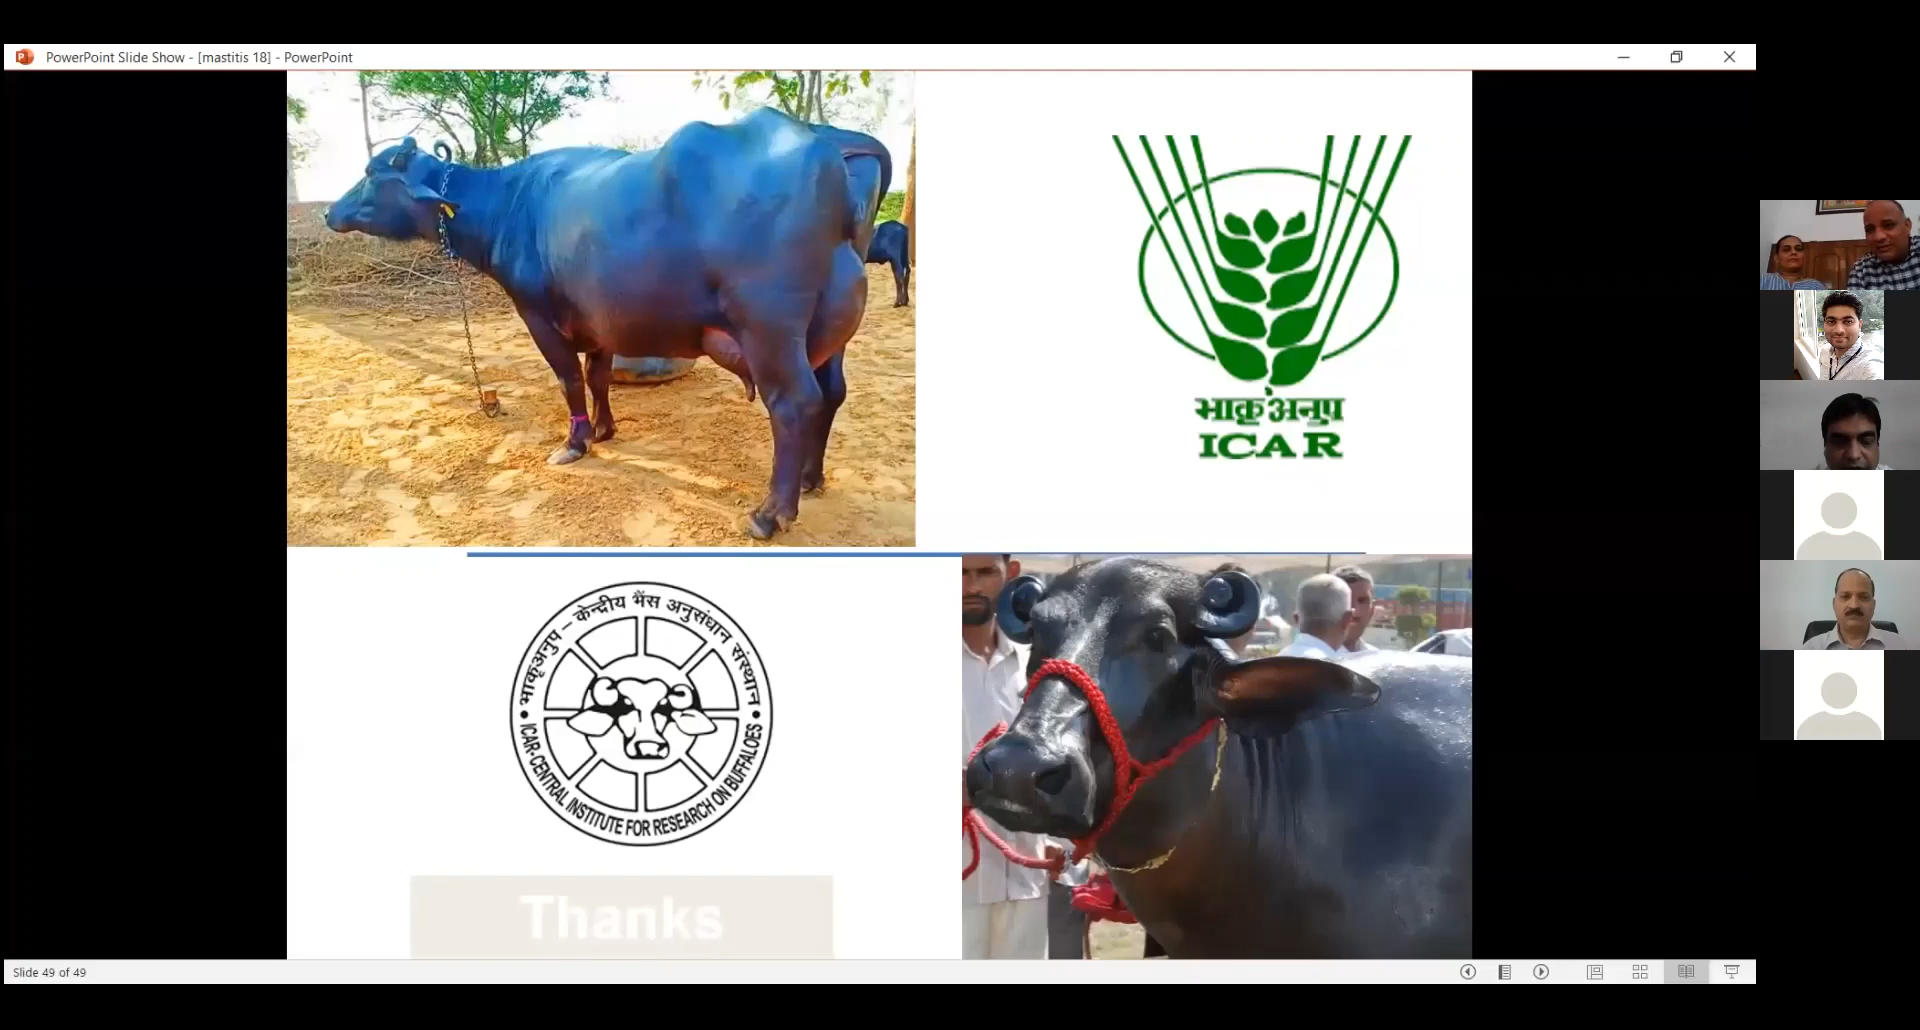 PowerPoint Slide Show - [mastitis 18] - PowerPoint
भाकृअनुप
ICAR
भाकृअनुप – केन्द्रीय भैंस अनुसंधान संस्थान
ICAR-CENTRAL INSTITUTE FOR RESEARCH ON BUFFALOES
Thanks
Slide 49 of 49